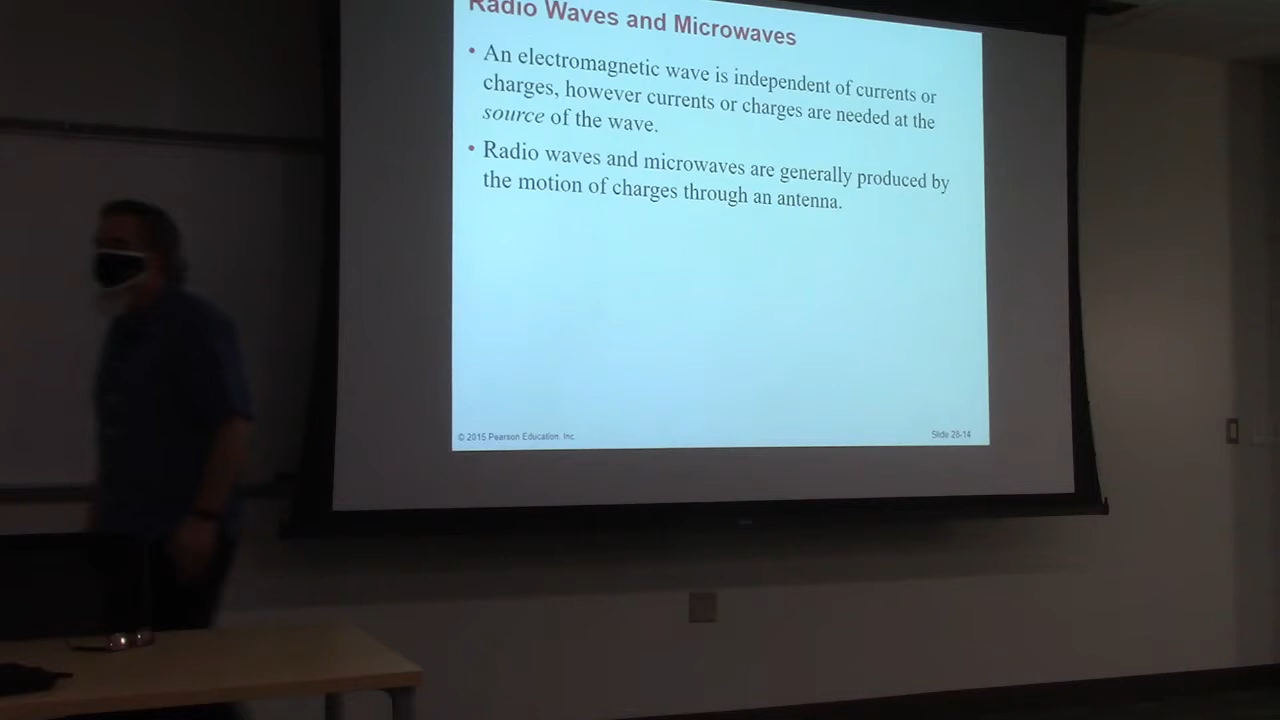 Radio Waves and Microwaves
• An electromagnetic wave is independent of currents or
charges, however currents or charges are needed at the
source of the wave.
• Radio waves and microwaves are generally produced by
the motion of charges through an antenna.
© 2015 Pearson Education, Inc.
Slide 28-14